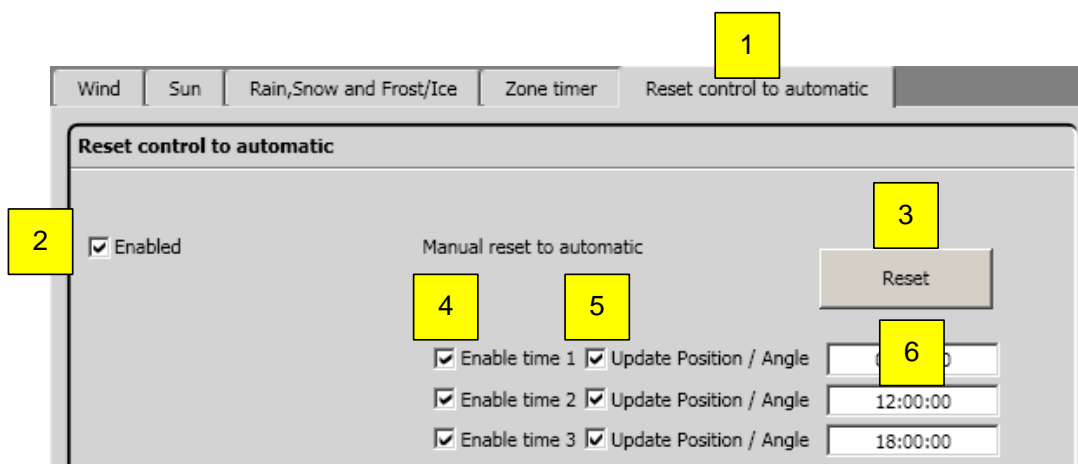 1
Wind Sun Rain,Snow and Frost/Ice Zone timer Reset control to automatic
Reset control to automatic
3
2 Enabled Manual reset to automatic
Reset
4 5
6
Enable time 1 Update Position / Angle
Enable time 2 Update Position / Angle 12:00:00
Enable time 3 Update Position / Angle 18:00:00